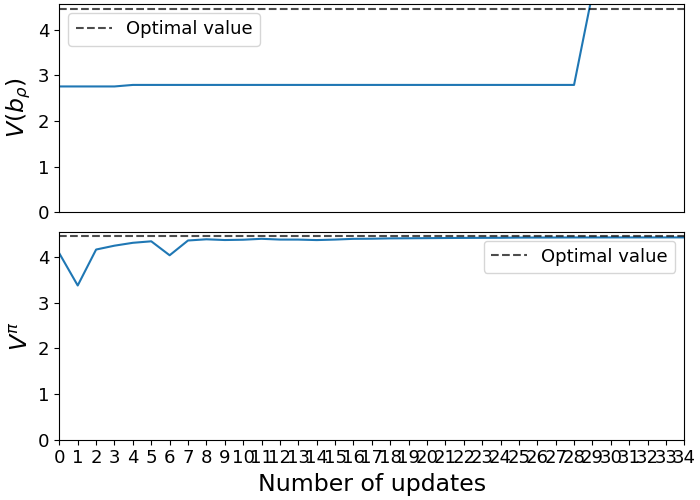 4
3
2
1
0
V(b_ρ)
Optimal value
4
3
2
1
0
V^π
Optimal value
0 1 2 3 4 5 6 7 8 9 10 11 12 13 14 15 16 17 18 19 20 21 22 23 24 25 26 27 28 29 30 31 32 33 34
Number of updates